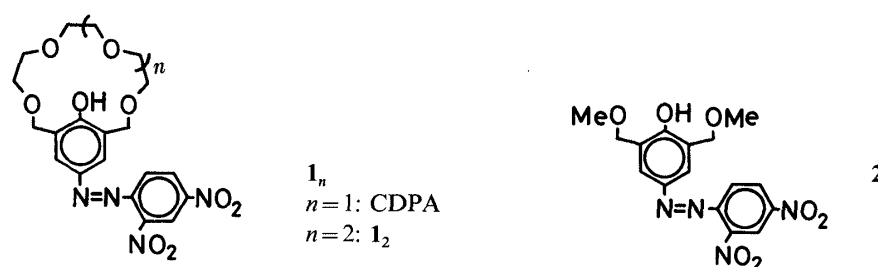 O O n
O OH O
N=N NO₂
NO₂
1ₙ
n=1: CDPA
n=2: 1₂
MeO OH OMe
N=N NO₂
NO₂
2